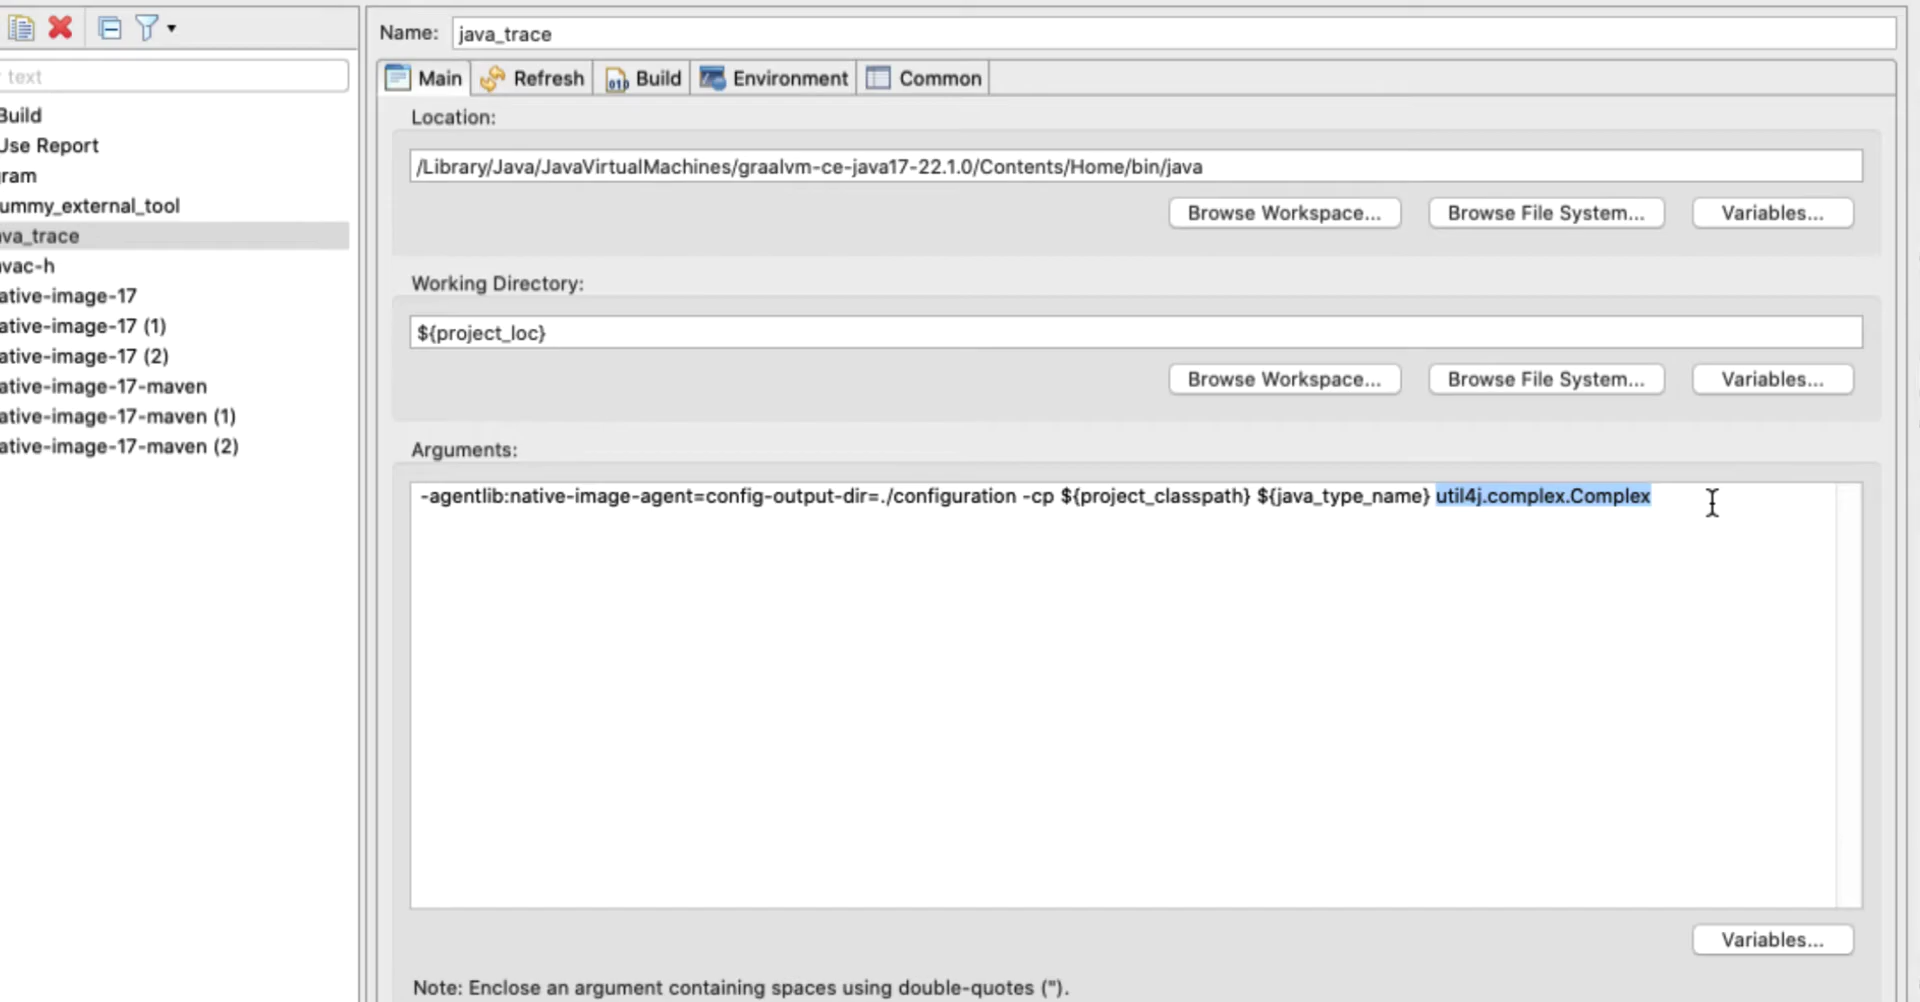 Name: java_trace
text
Main Refresh Build Environment Common
Build
Location:
Use Report
/Library/Java/JavaVirtualMachines/graalvm-ce-java17-22.1.0/Contents/Home/bin/java
ram
ummy_external_tool
Browse Workspace... Browse File System... Variables...
va_trace
vac-h
Working Directory:
ative-image-17
ative-image-17 (1)
${project_loc}
ative-image-17 (2)
ative-image-17-maven
Browse Workspace... Browse File System... Variables...
ative-image-17-maven (1)
ative-image-17-maven (2)
Arguments:
-agentlib:native-image-agent=config-output-dir=./configuration -cp ${project_classpath} ${java_type_name} util4j.complex.Complex
Variables...
Note: Enclose an argument containing spaces using double-quotes (").